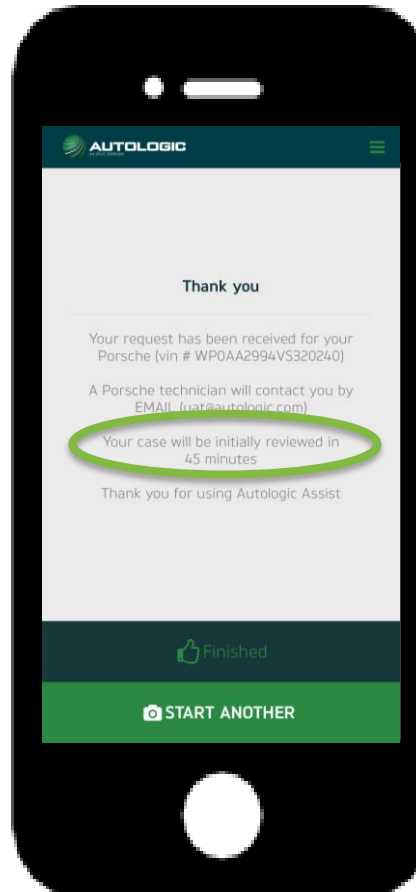 AUTOLOGIC
Thank you
Your request has been received for your
Porsche (vin # WP0AA2994VS320240)
A Porsche technician will contact you by
EMAIL (uat@autologic.com)
Your case will be initially reviewed in
45 minutes
Thank you for using Autologic Assist
Finished
START ANOTHER